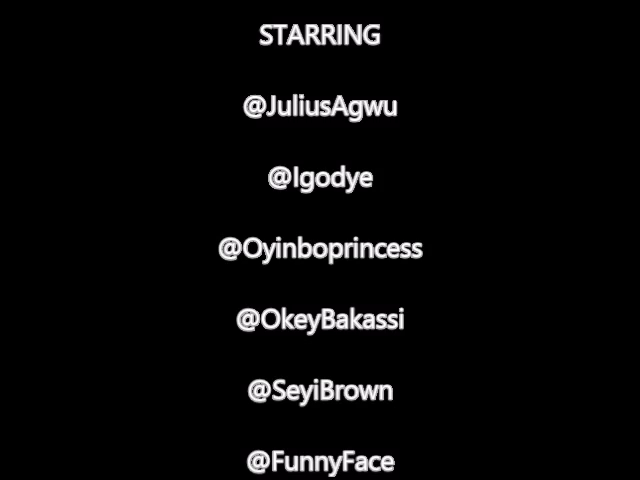 STARRING
@JuliusAgwu
@Igodye
@Oyinboprincess
@OkeyBakassi
@SeyiBrown
@FunnyFace